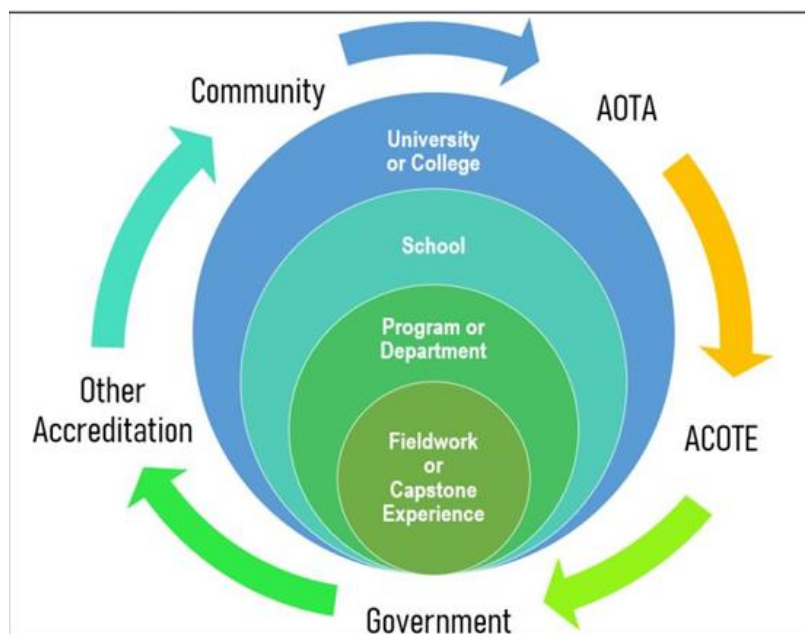 Community
AOTA
University
or College
School
Program or
Department
Other
Accreditation
ACOTE
Fieldwork
or
Capstone
Experience
Government